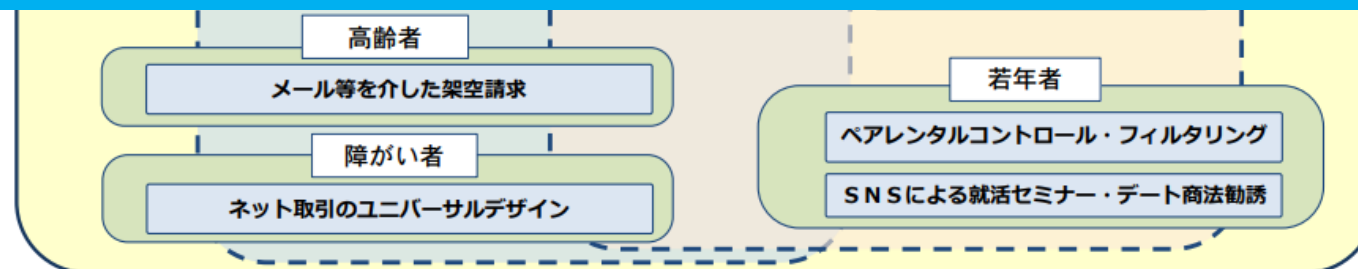 高齢者
メール等を介した架空請求
障がい者
ネット取引のユニバーサルデザイン
若年者
ペアレンタルコントロール・フィルタリング
ＳＮＳによる就活セミナー・デート商法勧誘